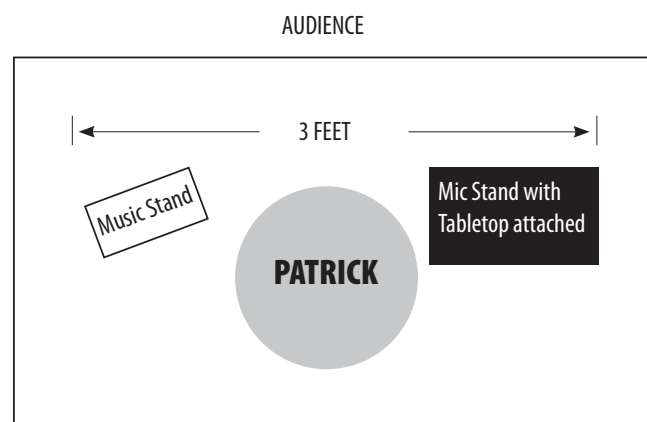 AUDIENCE
3 FEET
Music Stand
Mic Stand with
Tabletop attached
PATRICK